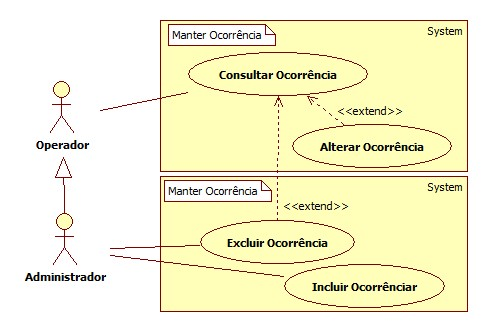 Manter Ocorrência
System
Consultar Ocorrência
<<extend>>
Operador
Alterar Ocorrência
Manter Ocorrência
System
<<extend>>
Excluir Ocorrência
Administrador
Incluir Ocorrênciar